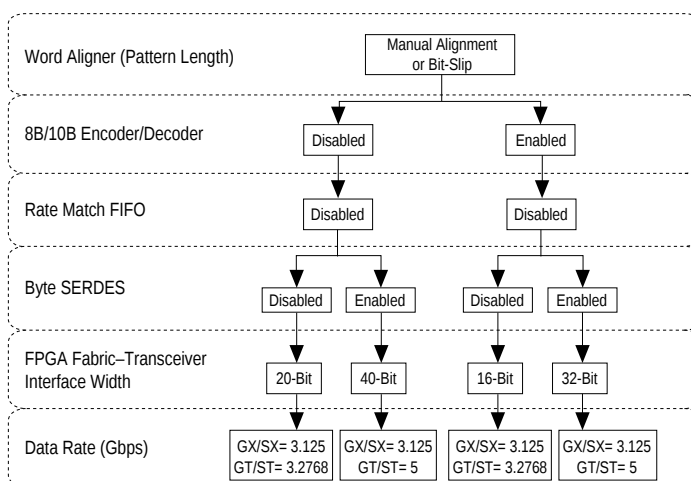 Word Aligner (Pattern Length)
Manual Alignment
or Bit-Slip
8B/10B Encoder/Decoder
Disabled
Enabled
Rate Match FIFO
Disabled
Disabled
Byte SERDES
Disabled
Enabled
Disabled
Enabled
FPGA Fabric–Transceiver
Interface Width
20-Bit
40-Bit
16-Bit
32-Bit
Data Rate (Gbps)
GX/SX= 3.125
GT/ST= 3.2768
GX/SX= 3.125
GT/ST= 5
GX/SX= 3.125
GT/ST= 3.2768
GX/SX= 3.125
GT/ST= 5